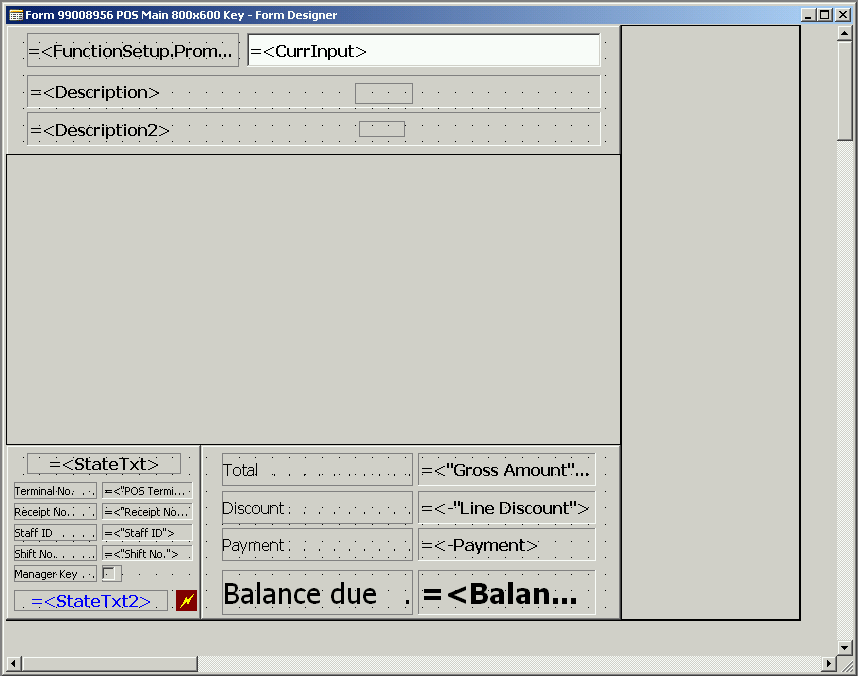 Form 99008956 POS Main 800x600 Key - Form Designer
=<FunctionSetup.Prom... =<CurrInput>
=<Description>
=<Description2>
=<StateTxt>
Terminal No. =<"POS Termi...
Receipt No. =<"Receipt No...
Staff ID =<"Staff ID">
Shift No. =<"Shift No.">
Manager Key
=<StateTxt2>
Total =<"Gross Amount"...
Discount =<-"Line Discount">
Payment =<-Payment>
Balance due =<Balan...